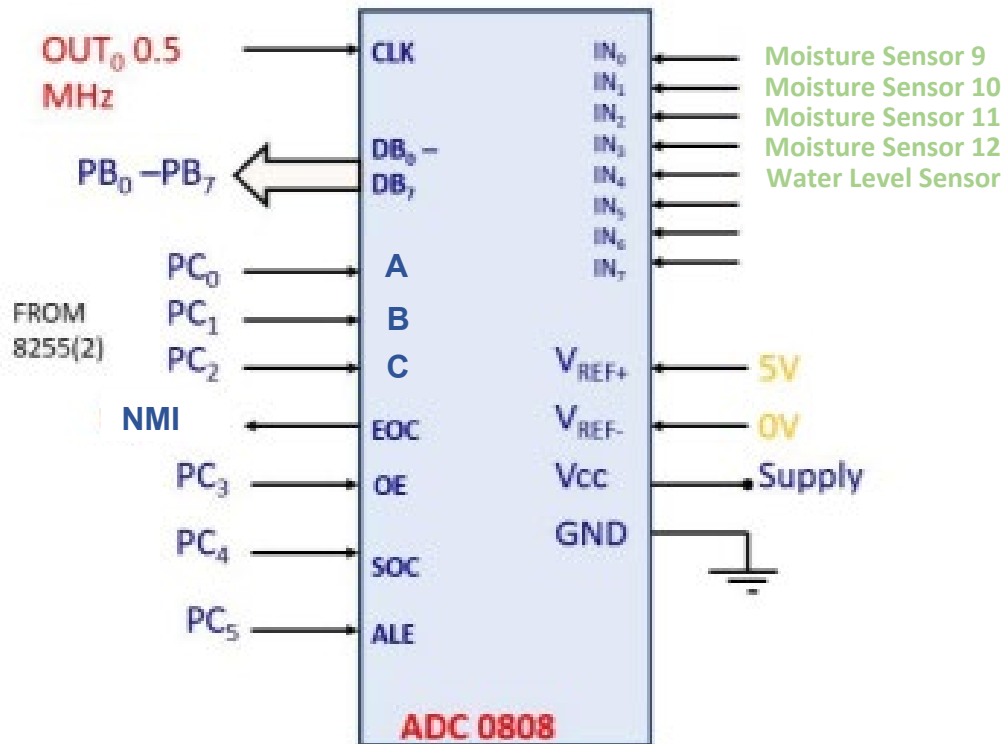 OUT₀ 0.5
MHz
CLK
DB₀ –
DB₇
PB₀ –PB₇
PC₀
A
FROM
8255(2)
PC₁
B
PC₂
C
NMI
EOC
PC₃
OE
PC₄
SOC
PC₅
ALE
IN₀
Moisture Sensor 9
IN₁
Moisture Sensor 10
IN₂
Moisture Sensor 11
IN₃
Moisture Sensor 12
IN₄
Water Level Sensor
IN₅
IN₆
IN₇
V_REF+
5V
V_REF-
0V
Vcc
Supply
GND
ADC 0808